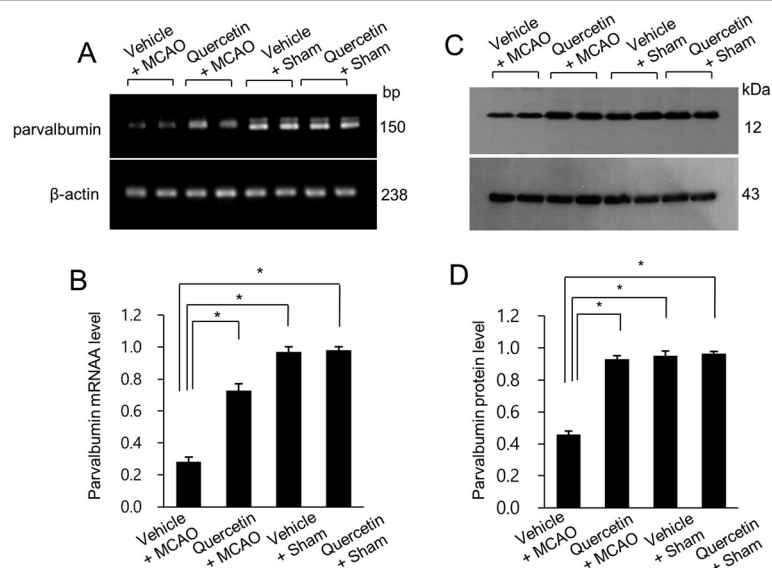 A
Vehicle
+ MCAO
Quercetin
+ MCAO
Vehicle
+ Sham
Quercetin
+ Sham
bp
parvalbumin
150
β-actin
238
C
Vehicle
+ MCAO
Quercetin
+ MCAO
Vehicle
+ Sham
Quercetin
+ Sham
kDa
12
43
B
*
*
*
Parvalbumin mRNAA level
1.2
1.0
0.8
0.6
0.4
0.2
0.0
Vehicle
+ MCAO
Quercetin
+ MCAO
Vehicle
+ Sham
Quercetin
+ Sham
D
*
*
*
Parvalbumin protein level
1.2
1.0
0.8
0.6
0.4
0.2
0.0
Vehicle
+ MCAO
Quercetin
+ MCAO
Vehicle
+ Sham
Quercetin
+ Sham